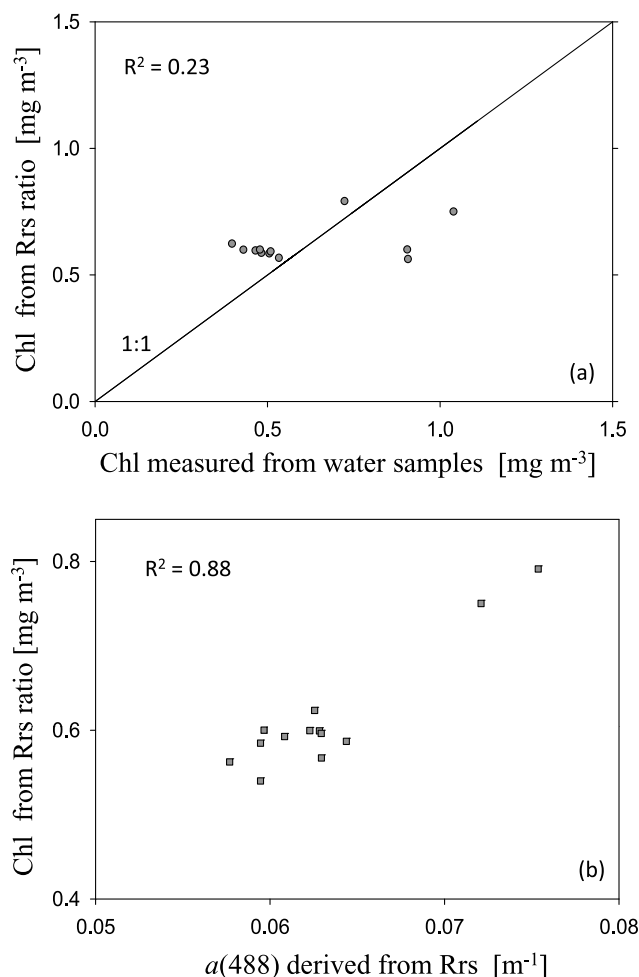 1.5
R² = 0.23
1.0
0.5
1:1
(a)
0.0
0.0 0.5 1.0 1.5
Chl from Rrs ratio [mg m⁻³]
Chl measured from water samples [mg m⁻³]
0.8
R² = 0.88
0.6
(b)
0.4
0.05 0.06 0.07 0.08
Chl from Rrs ratio [mg m⁻³]
a(488) derived from Rrs [m⁻¹]